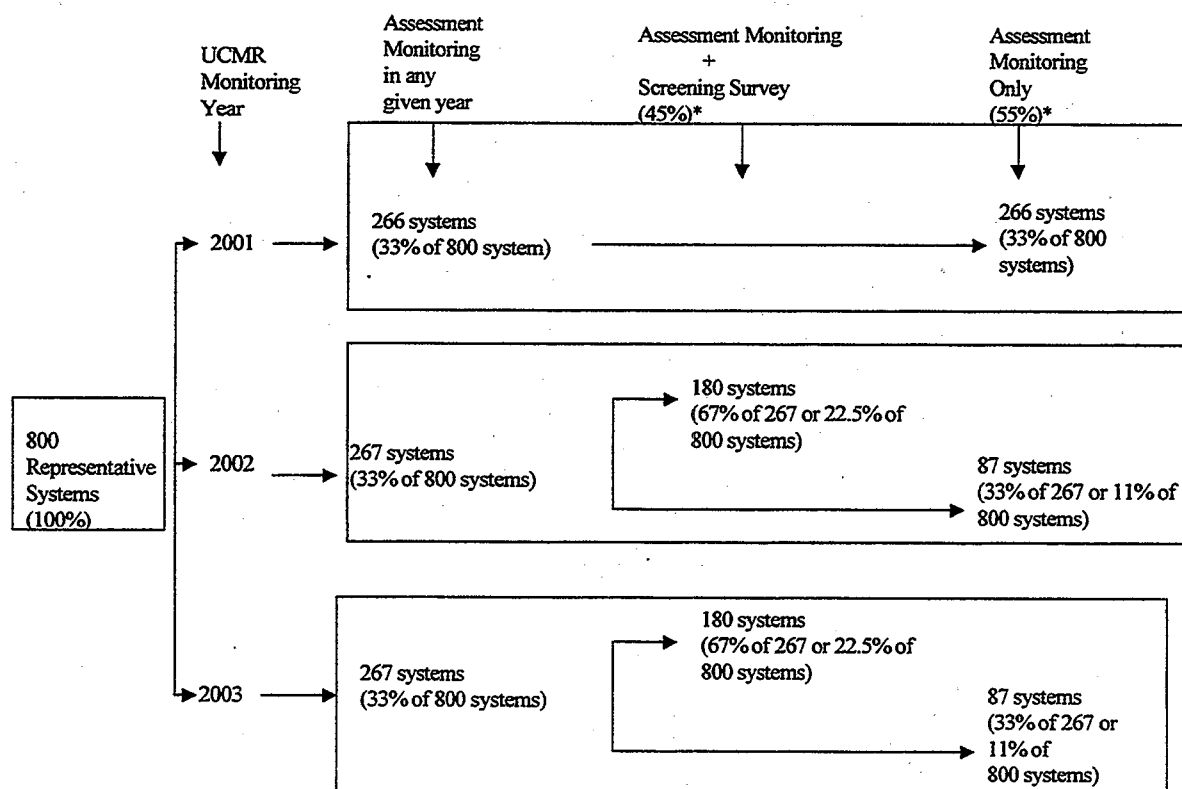 UCMR
Monitoring
Year
Assessment
Monitoring
in any
given year
Assessment Monitoring
+
Screening Survey
(45%)*
Assessment
Monitoring
Only
(55%)*
800
Representative
Systems
(100%)
2001
266 systems
(33% of 800 system)
266 systems
(33% of 800
systems)
2002
267 systems
(33% of 800 systems)
180 systems
(67% of 267 or 22.5% of
800 systems)
87 systems
(33% of 267 or 11% of
800 systems)
2003
267 systems
(33% of 800 systems)
180 systems
(67% of 267 or 22.5% of
800 systems)
87 systems
(33% of 267 or
11% of
800 systems)